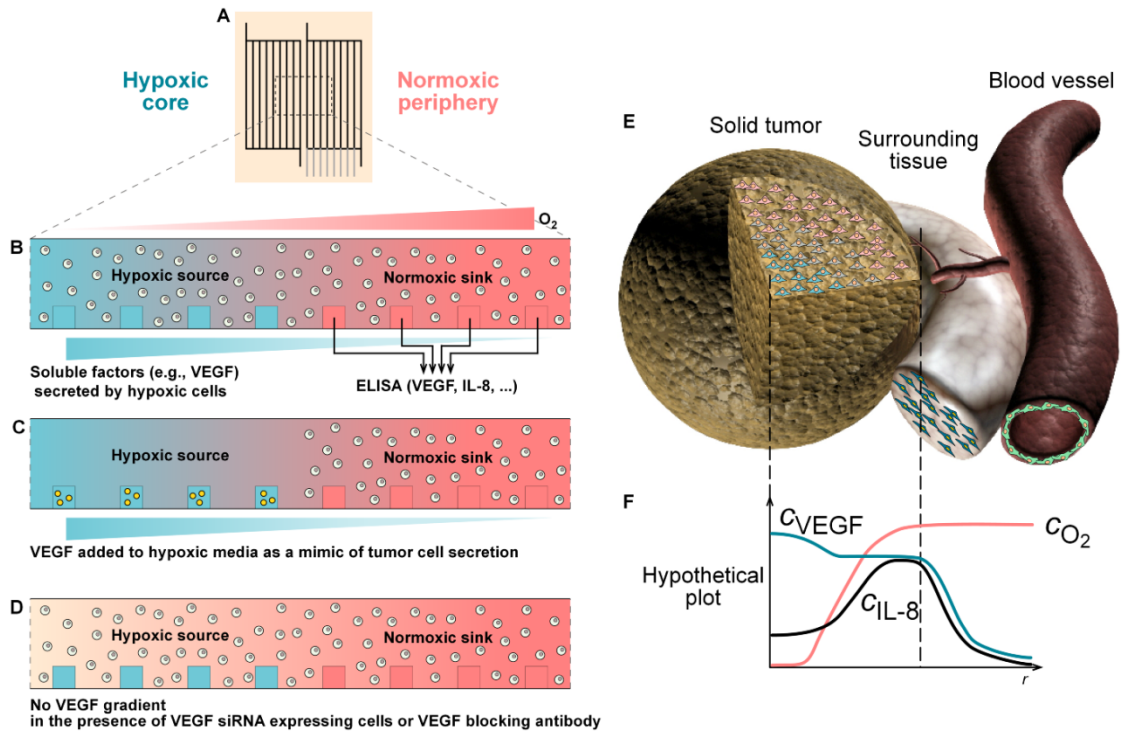 A
Hypoxic
core
Normoxic
periphery
O2
B
Hypoxic source
Normoxic sink
Soluble factors (e.g., VEGF)
secreted by hypoxic cells
ELISA (VEGF, IL-8, ...)
C
Hypoxic source
Normoxic sink
VEGF added to hypoxic media as a mimic of tumor cell secretion
D
Hypoxic source
Normoxic sink
No VEGF gradient
in the presence of VEGF siRNA expressing cells or VEGF blocking antibody
E
Solid tumor
Surrounding
tissue
Blood vessel
F
Hypothetical
plot
cVEGF
cO2
cIL-8
r